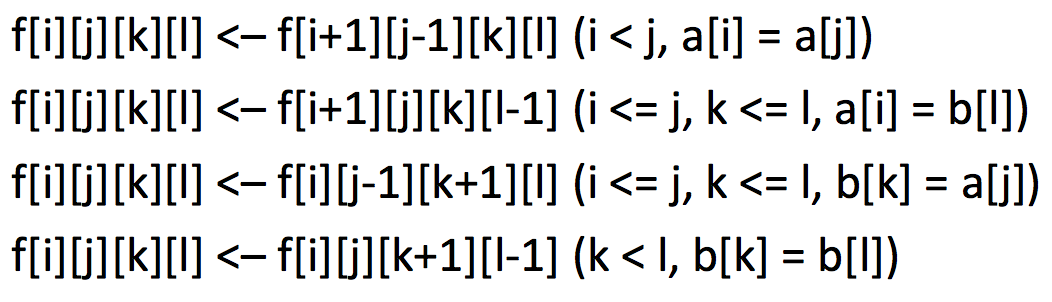 f[i][j][k][l] <– f[i+1][j-1][k][l] (i < j, a[i] = a[j])
f[i][j][k][l] <– f[i+1][j][k][l-1] (i <= j, k <= l, a[i] = b[l])
f[i][j][k][l] <– f[i][j-1][k+1][l] (i <= j, k <= l, b[k] = a[j])
f[i][j][k][l] <– f[i][j][k+1][l-1] (k < l, b[k] = b[l])